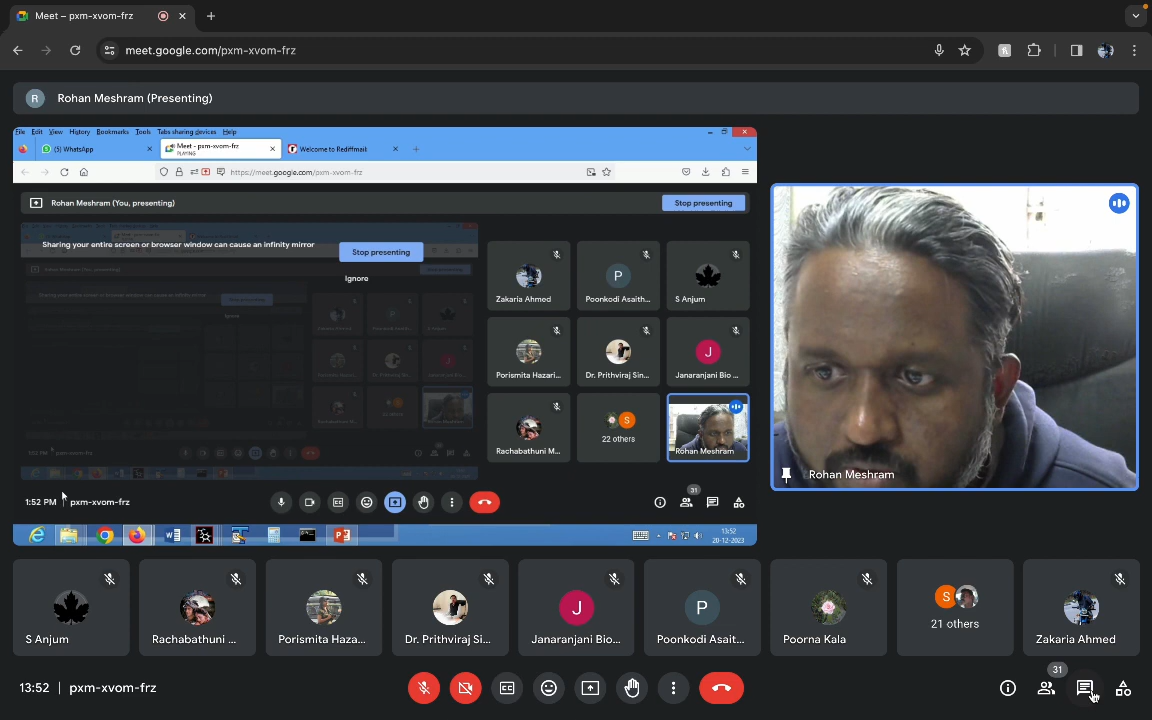 Meet – pxm-xvom-frz
meet.google.com/pxm-xvom-frz
R Rohan Meshram (Presenting)
File Edit View History Bookmarks Tools Tabs sharing devices Help
(5) WhatsApp
Meet - pxm-xvom-frz
PLAYING
Welcome to Rediffmail
https://meet.google.com/pxm-xvom-frz
Rohan Meshram (You, presenting)
Stop presenting
Sharing your entire screen or browser window can cause an infinity mirror
Stop presenting
Ignore
Zakaria Ahmed
P
Poonkodi Asaith...
S Anjum
Porismita Hazari...
Dr. Prithviraj Sin...
J
Janaranjani Bio ...
Rachabathuni M...
S
22 others
Rohan Meshram
1:52 PM pxm-xvom-frz
31
13:52
20-12-2023
Rohan Meshram
S Anjum
Rachabathuni ...
Porismita Haza...
Dr. Prithviraj Si...
J
Janaranjani Bio...
P
Poonkodi Asait...
Poorna Kala
S
21 others
Zakaria Ahmed
13:52 | pxm-xvom-frz
31